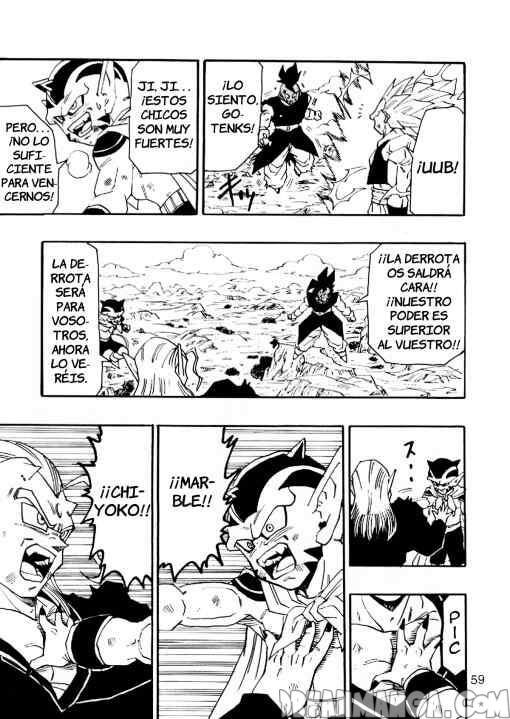 ¡UUB!
¡LO
SIENTO,
GO-
TENKS!
JI, JI...
¡ESTOS
CHICOS
SON MUY
FUERTES!
PERO...
¡NO LO
SUFI-
CIENTE
PARA VEN-
CERNOS!
¡¡LA DERROTA
OS SALDRÁ
CARA!!
¡¡NUESTRO
PODER ES
SUPERIOR
AL VUESTRO!!
LA DE-
RROTA
SERÁ
PARA
VOSO-
TROS,
AHORA
LO VE-
RÉIS.
ス...
PIC
¡¡MAR-
BLE!!
¡¡CHI-
YOKO!!
59
DREAMMANGA.COM